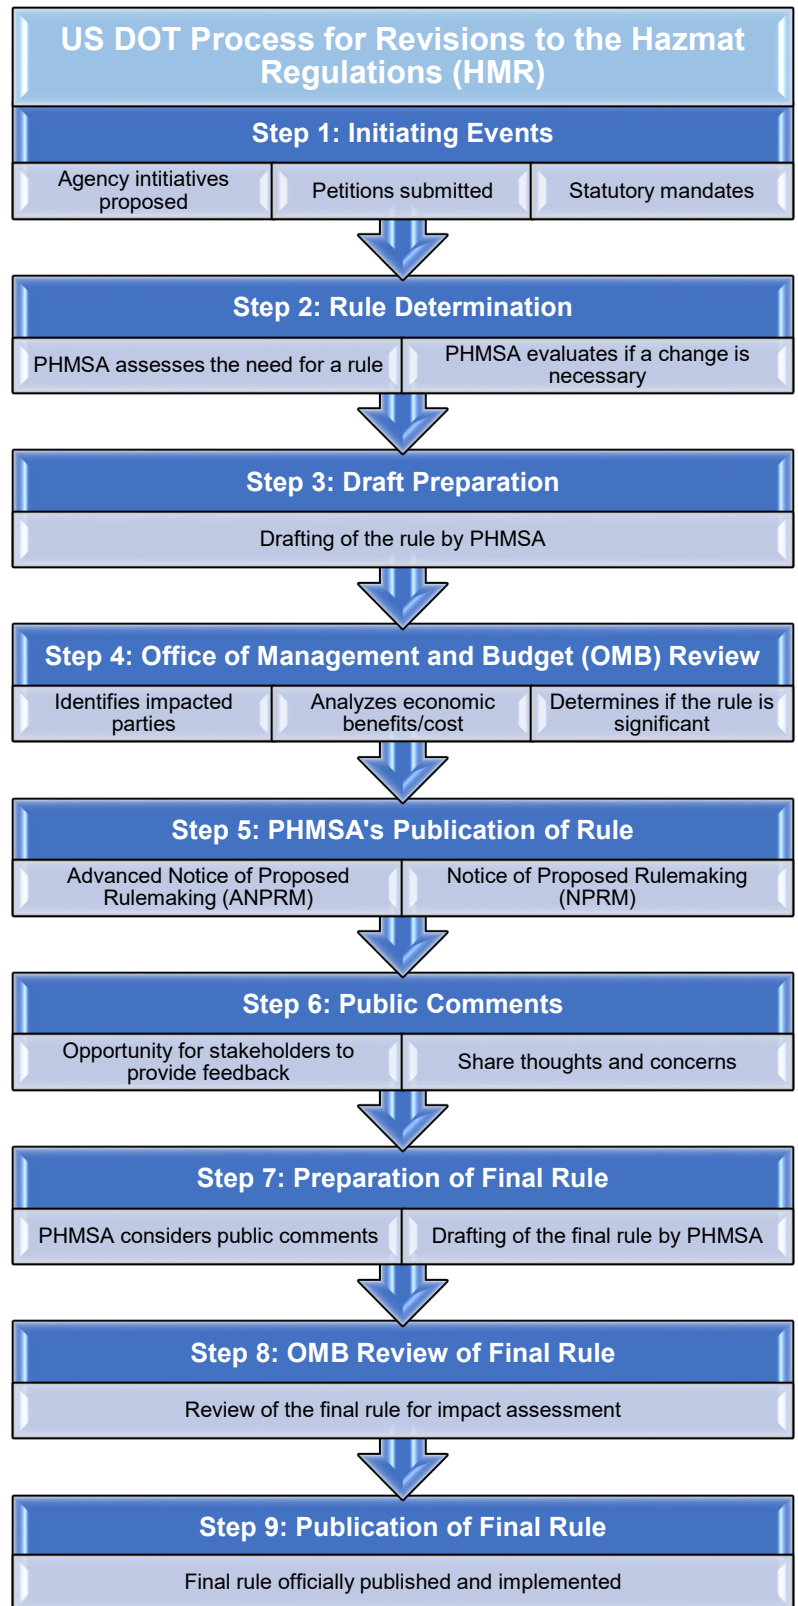 US DOT Process for Revisions to the Hazmat
Regulations (HMR)
Step 1: Initiating Events
Agency intitiatives
proposed
Petitions submitted
Statutory mandates
Step 2: Rule Determination
PHMSA assesses the need for a rule
PHMSA evaluates if a change is
necessary
Step 3: Draft Preparation
Drafting of the rule by PHMSA
Step 4: Office of Management and Budget (OMB) Review
Identifies impacted
parties
Analyzes economic
benefits/cost
Determines if the rule is
significant
Step 5: PHMSA's Publication of Rule
Advanced Notice of Proposed
Rulemaking (ANPRM)
Notice of Proposed Rulemaking
(NPRM)
Step 6: Public Comments
Opportunity for stakeholders to
provide feedback
Share thoughts and concerns
Step 7: Preparation of Final Rule
PHMSA considers public comments
Drafting of the final rule by PHMSA
Step 8: OMB Review of Final Rule
Review of the final rule for impact assessment
Step 9: Publication of Final Rule
Final rule officially published and implemented